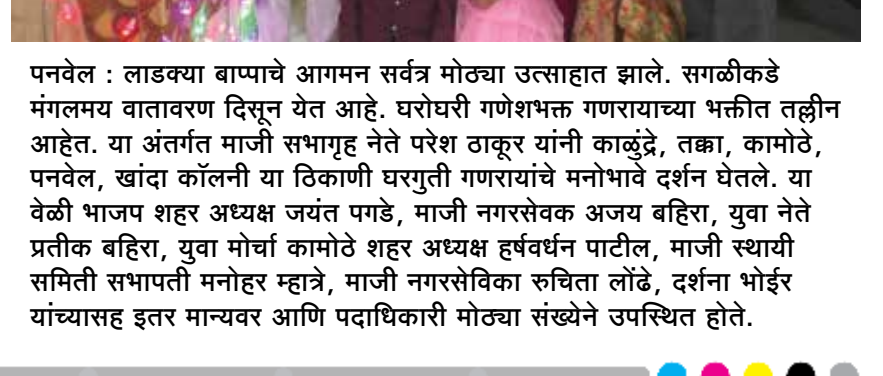 पनवेल : लाडक्या बाप्पाचे आगमन सर्वत्र मोठ्या उत्साहात झाले. सगळीकडे
मंगलमय वातावरण दिसून येत आहे. घरोघरी गणेशभक्त गणरायाच्या भक्तीत तल्लीन
आहेत. या अंतर्गत माजी सभागृह नेते परेश ठाकूर यांनी काळुंद्रे, तक्का, कामोठे,
पनवेल, खांदा कॉलनी या ठिकाणी घरगुती गणरायांचे मनोभावे दर्शन घेतले. या
वेळी भाजप शहर अध्यक्ष जयंत पगडे, माजी नगरसेवक अजय बहिरा, युवा नेते
प्रतीक बहिरा, युवा मोर्चा कामोठे शहर अध्यक्ष हर्षवर्धन पाटील, माजी स्थायी
समिती सभापती मनोहर म्हात्रे, माजी नगरसेविका रुचिता लोंढे, दर्शना भोईर
यांच्यासह इतर मान्यवर आणि पदाधिकारी मोठ्या संख्येने उपस्थित होते.